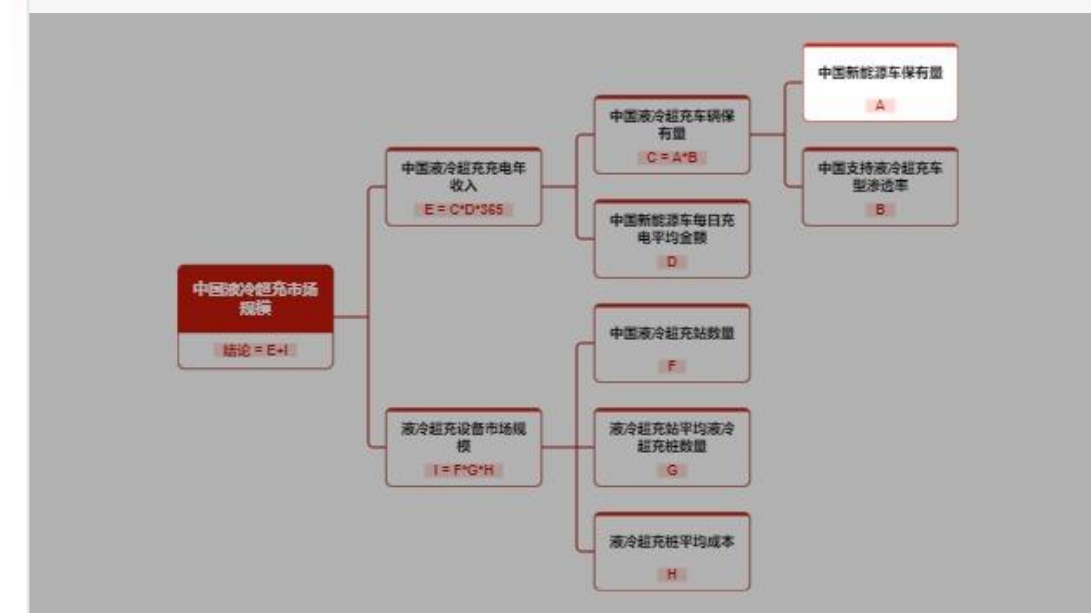 中国新能源车保有量
A
中国液冷超充车辆保
有量
C = A*B
中国支持液冷超充车
型渗透率
B
中国液冷超充充电年
收入
E = C*D*365
中国新能源车每日充
电平均金额
D
中国液冷超充市场
规模
结论 = E+I
中国液冷超充站数量
F
液冷超充设备市场规
模
I = F*G*H
液冷超充站平均液冷
超充桩数量
G
液冷超充桩平均成本
H